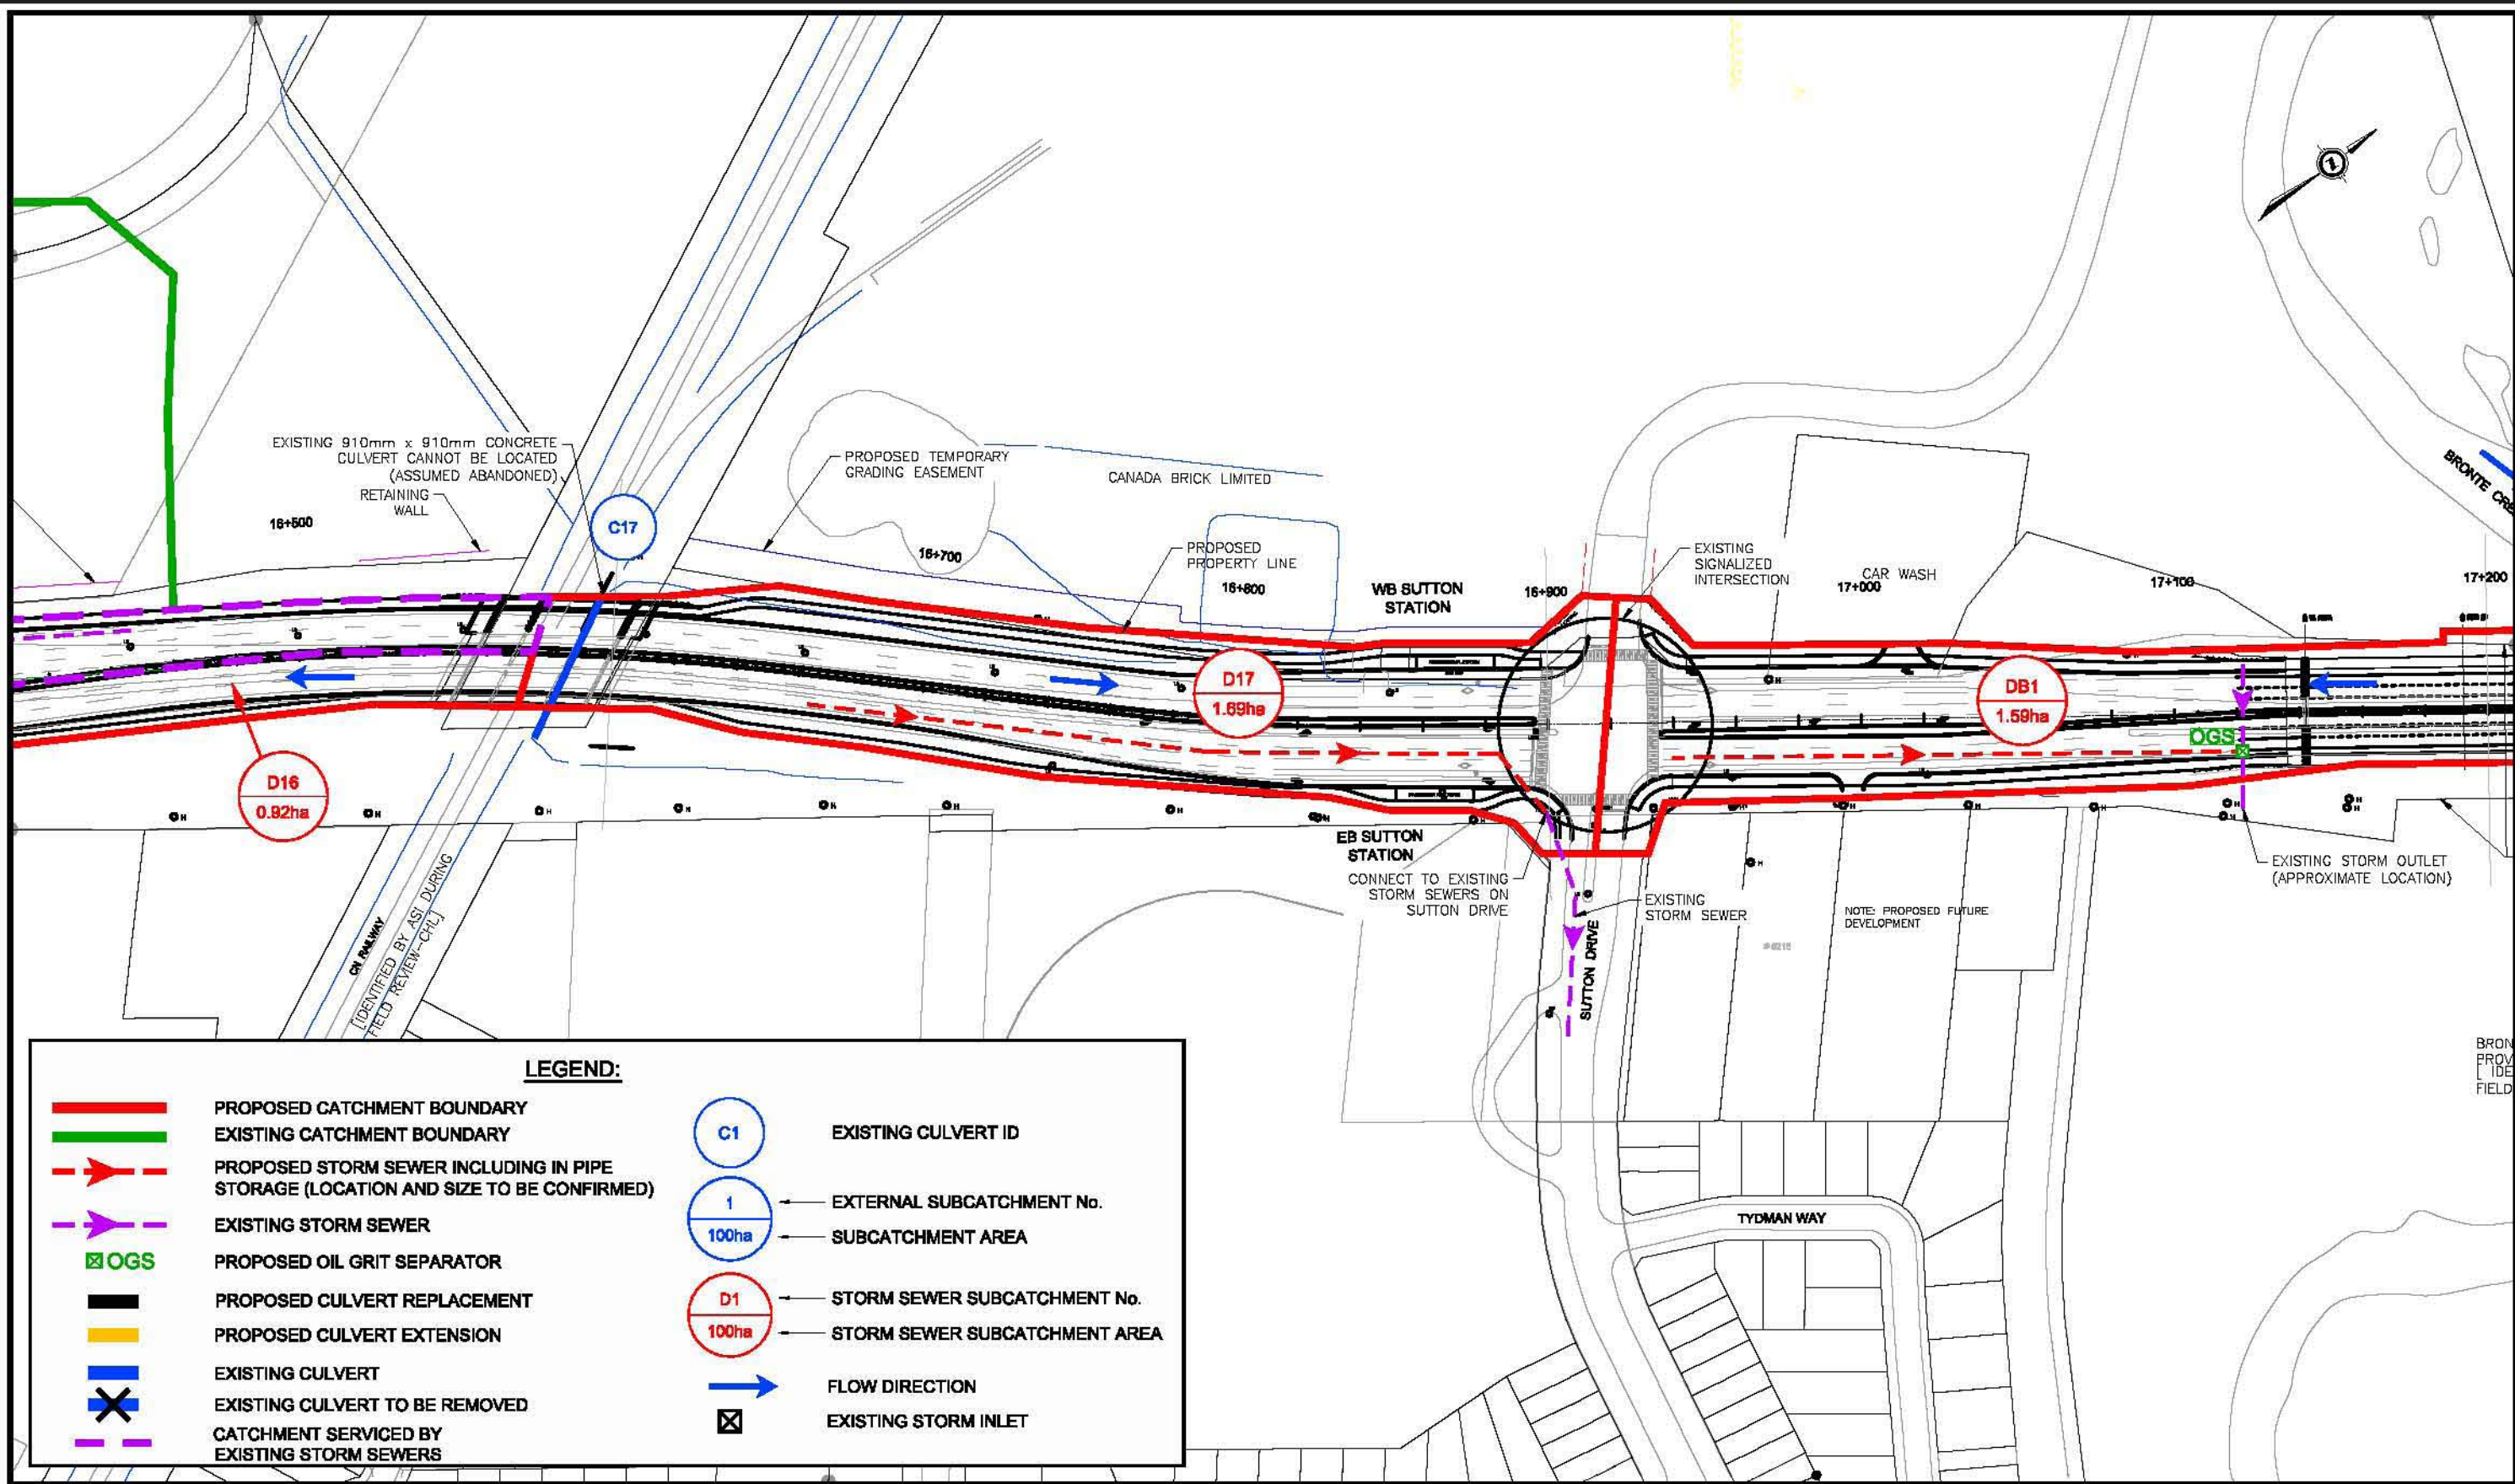 EXISTING 910mm x 910mm CONCRETE
CULVERT CANNOT BE LOCATED
(ASSUMED ABANDONED)
RETAINING
WALL
16+600
C17
PROPOSED TEMPORARY
GRADING EASEMENT
CANADA BRICK LIMITED
16+700
PROPOSED
PROPERTY LINE
16+800
WB SUTTON
STATION
16+900
EXISTING
SIGNALIZED
INTERSECTION
CAR WASH
17+000
17+100
17+200
BRONTE CRE
D17
1.69ha
DB1
1.59ha
OGS
D16
0.92ha
EB SUTTON
STATION
CONNECT TO EXISTING
STORM SEWERS ON
SUTTON DRIVE
EXISTING
STORM SEWER
SUTTON DRIVE
NOTE: PROPOSED FUTURE
DEVELOPMENT
EXISTING STORM OUTLET
(APPROXIMATE LOCATION)
CN RAILWAY
[IDENTIFIED BY ASI DURING
FIELD REVIEW-CHL]
BRON
PROV
[ IDE
FIELD
TYDMAN WAY
LEGEND:
PROPOSED CATCHMENT BOUNDARY
EXISTING CATCHMENT BOUNDARY
PROPOSED STORM SEWER INCLUDING IN PIPE
STORAGE (LOCATION AND SIZE TO BE CONFIRMED)
EXISTING STORM SEWER
OGS
PROPOSED OIL GRIT SEPARATOR
PROPOSED CULVERT REPLACEMENT
PROPOSED CULVERT EXTENSION
EXISTING CULVERT
EXISTING CULVERT TO BE REMOVED
CATCHMENT SERVICED BY
EXISTING STORM SEWERS
C1
EXISTING CULVERT ID
1
100ha
EXTERNAL SUBCATCHMENT No.
SUBCATCHMENT AREA
D1
100ha
STORM SEWER SUBCATCHMENT No.
STORM SEWER SUBCATCHMENT AREA
FLOW DIRECTION
EXISTING STORM INLET